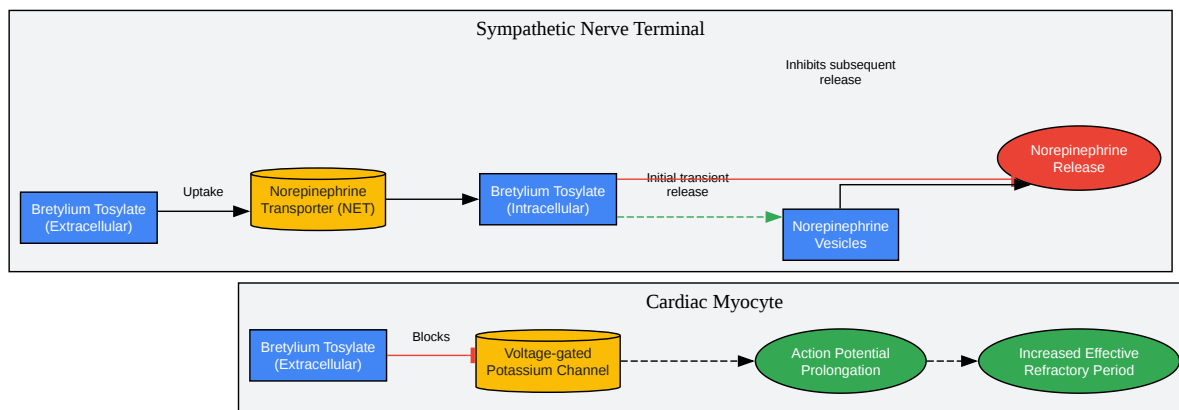 Sympathetic Nerve Terminal
Inhibits subsequent
release
Norepinephrine
Release
Uptake
Norepinephrine
Transporter (NET)
Bretylium Tosylate
(Intracellular)
Initial transient
release
Bretylium Tosylate
(Extracellular)
Norepinephrine
Vesicles
Cardiac Myocyte
Bretylium Tosylate
(Extracellular)
Blocks
Voltage-gated
Potassium Channel
Action Potential
Prolongation
Increased Effective
Refractory Period